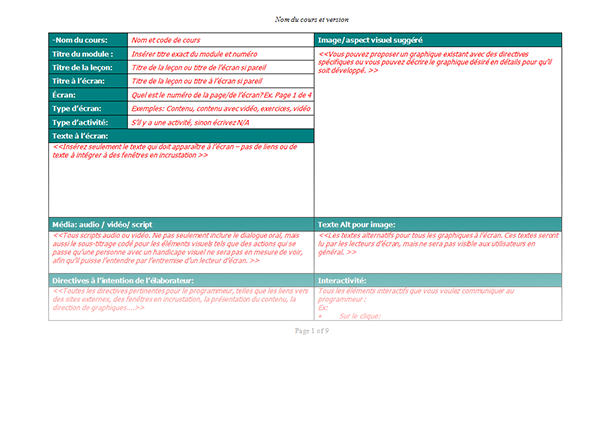 Nom du cours et version
-Nom du cours: Nom et code de cours
Titre du module : Insérer titre exact du module et numéro
Titre de la leçon: Titre de la leçon ou titre de l'écran si pareil
Titre à l'écran: Titre de la leçon ou titre à l'écran si pareil
Écran: Quel est le numéro de la page/de l'écran? Ex. Page 1 de 4
Type d'écran: Exemples: Contenu, contenu avec vidéo, exercices, vidéo
Type d'activité: S'il y a une activité, sinon écrivez N/A
Texte à l'écran:
<<Insérez seulement le texte qui doit apparaître à l'écran – pas de liens ou de
texte à intégrer à des fenêtres en incrustation >>
Image/aspect visuel suggéré
<<Vous pouvez proposer un graphique existant avec des directives
spécifiques ou vous pouvez décrire le graphique désiré en détails pour qu'il
soit développé. >>
Média: audio / vidéo/ script
<<Tous scripts audio ou vidéo. Ne pas seulement inclure le dialogue oral, mais
aussi le sous-titrage codé pour les éléments visuels tels que des actions qui se
passe qu'une personne avec un handicape visuel ne sera pas en mesure de voir,
afin qu'il puisse l'entendre par l'entremise d'un lecteur d'écran. >>
Texte Alt pour image:
<<Les textes alternatifs pour tous les graphiques à l'écran. Ces textes seront
lu par les lecteurs d'écran, mais ne sera pas visible aux utilisateurs en
général. >>
Directives à l'intention de l'élaborateur:
<<Toutes les directives pertinentes pour le programmeur, telles que les liens vers
des sites externes, des fenêtres en incrustation, la présentation du contenu, la
direction de graphiques....>>
Interactivité:
Tous les éléments interactifs que vous voulez communiquer au
programmeur :
Ex:
• Sur le clique:
Page 1 of 9